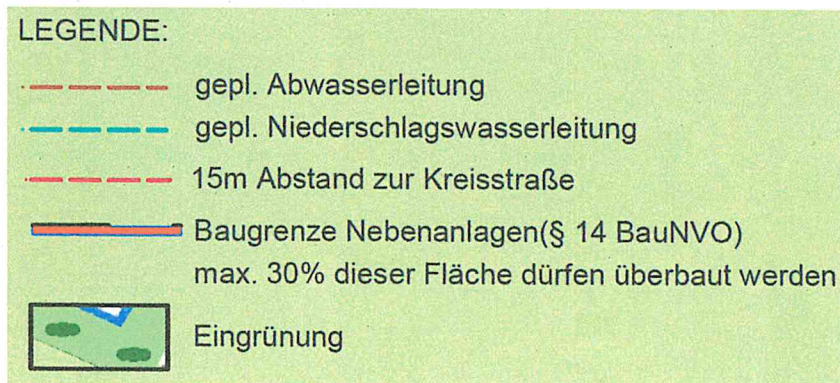 LEGENDE:
gepl. Abwasserleitung
gepl. Niederschlagswasserleitung
15m Abstand zur Kreisstraße
Baugrenze Nebenanlagen(§ 14 BauNVO)
max. 30% dieser Fläche dürfen überbaut werden
Eingrünung